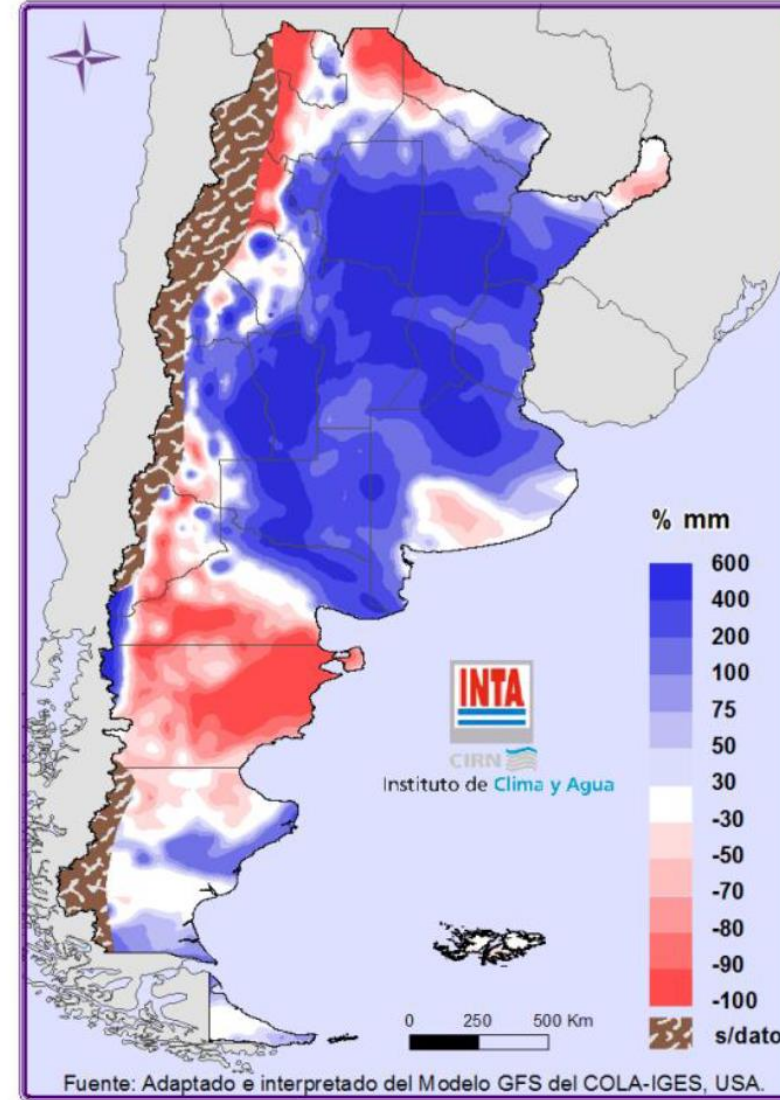 % mm
600
400
200
100
75
50
30
-30
-50
-70
-80
-90
-100
s/dato
INTA
CIRN
Instituto de Clima y Agua
0 250 500 Km
Fuente: Adaptado e interpretado del Modelo GFS del COLA-IGES, USA.